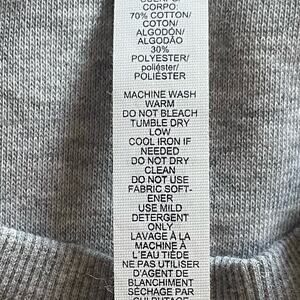 CORPO:
70% COTTON/
COTON/
ALGODÓN/
ALGODÃO
30%
POLYESTER/
poliéster/
POLIÉSTER
MACHINE WASH
WARM
DO NOT BLEACH
TUMBLE DRY
LOW
COOL IRON IF
NEEDED
DO NOT DRY
CLEAN
DO NOT USE
FABRIC SOFT-
ENER
USE MILD
DETERGENT
ONLY
LAVAGE À LA
MACHINE À
L'EAU TIÈDE
NE PAS UTILISER
D'AGENT DE
BLANCHIMENT
SÉCHAGE PAR